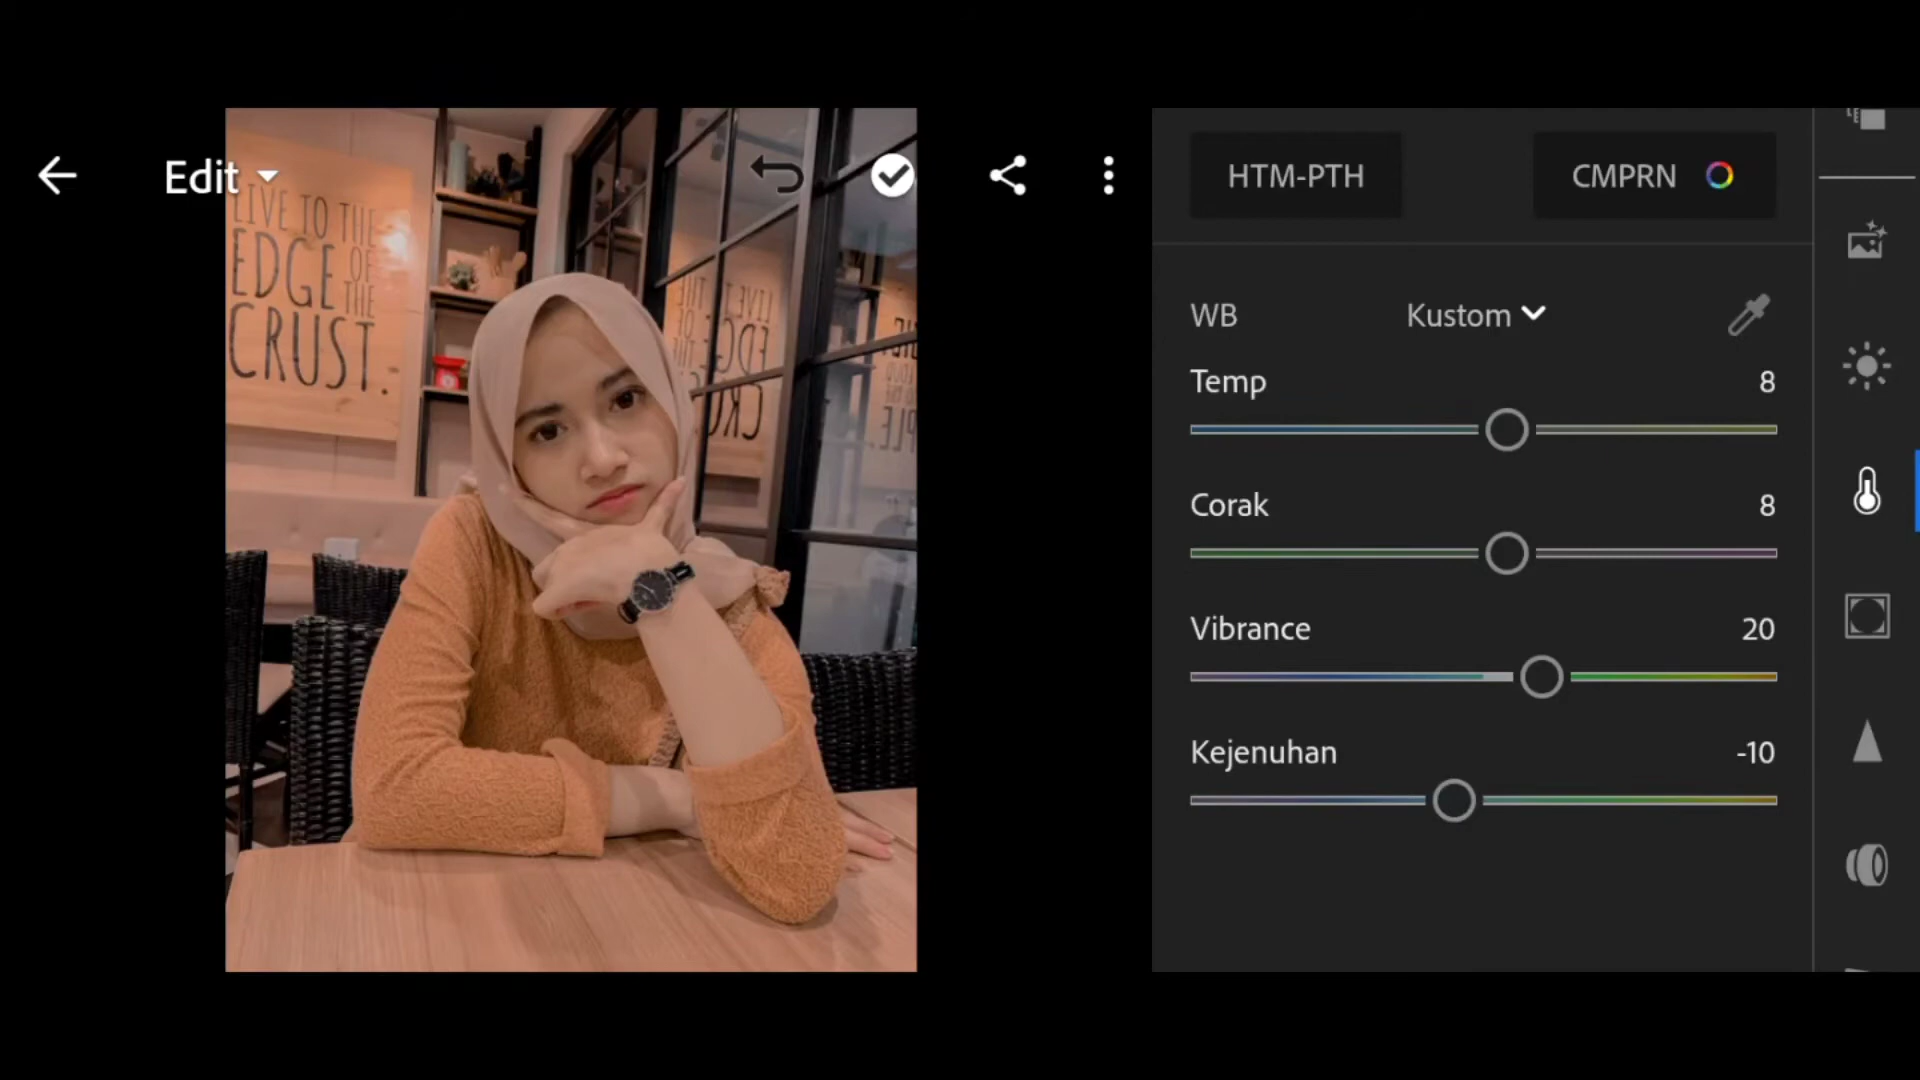 Edit
HTM-PTH
CMPRN
WB
Kustom
Temp
8
Corak
8
Vibrance
20
Kejenuhan
-10
LIVE TO THE
EDGE OF
THE
CRUST.